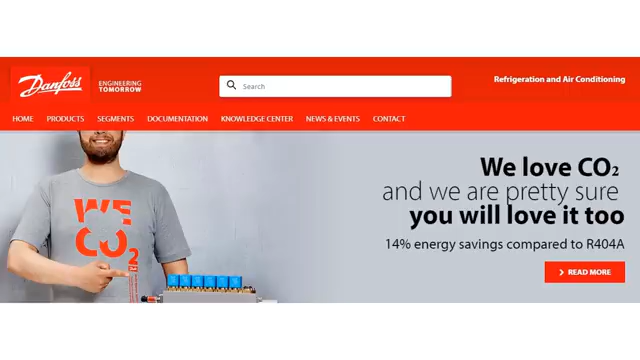 Danfoss
ENGINEERING
TOMORROW
Search
Refrigeration and Air Conditioning
HOME PRODUCTS SEGMENTS DOCUMENTATION KNOWLEDGE CENTER NEWS & EVENTS CONTACT
WE
CO2
We love CO2
and we are pretty sure
you will love it too
14% energy savings compared to R404A
READ MORE